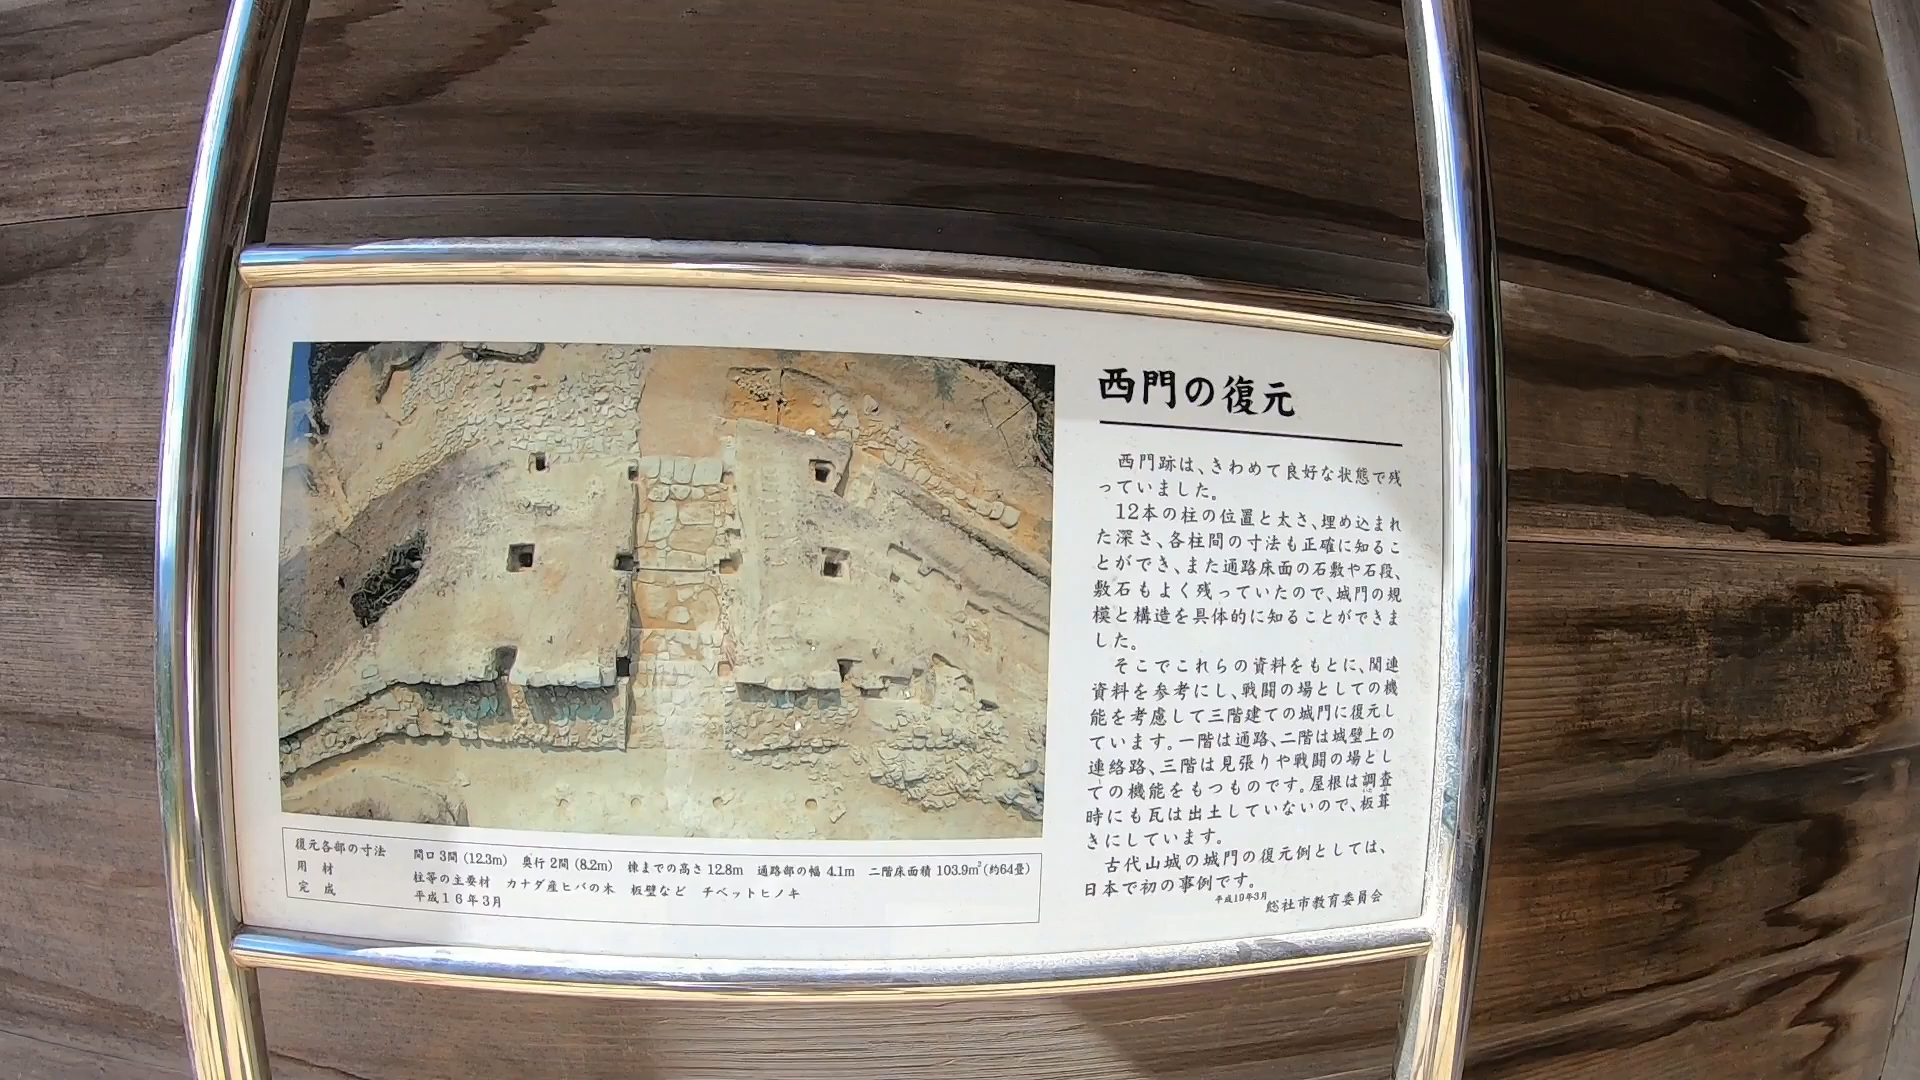 西門の復元
西門跡は、きわめて良好な状態で残
っていました。
12本の柱の位置と太さ、埋め込まれ
た深さ、各柱間の寸法も正確に知るこ
とができ、また通路床面の石敷や石段、
敷石もよく残っていたので、城門の規
模と構造を具体的に知ることができま
した。
そこでこれらの資料をもとに、関連
資料を参考にし、戦闘の場としての機
能を考慮して三階建ての城門に復元し
ています。一階は通路、二階は城壁上の
連絡路、三階は見張りや戦闘の場とし
ての機能をもつものです。屋根は調査
時にも瓦は出土していないので、板葺
きにしています。
古代山城の城門の復元例としては、
日本で初の事例です。
平成19年3月 総社市教育委員会
復元各部の寸法 間口3間(12.3m) 奥行2間(8.2m) 棟までの高さ12.8m 通路部の幅 4.1m 二階床面積 103.9㎡(約64畳)
用材 柱等の主要材 カナダ産ヒバの木 板壁など チベットヒノキ
完成 平成16年3月